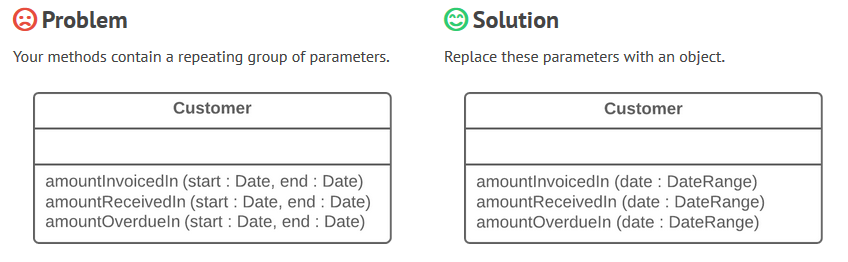 Problem
Your methods contain a repeating group of parameters.
Customer
amountInvoicedIn (start : Date, end : Date)
amountReceivedIn (start : Date, end : Date)
amountOverdueIn (start : Date, end : Date)
Solution
Replace these parameters with an object.
Customer
amountInvoicedIn (date : DateRange)
amountReceivedIn (date : DateRange)
amountOverdueIn (date : DateRange)